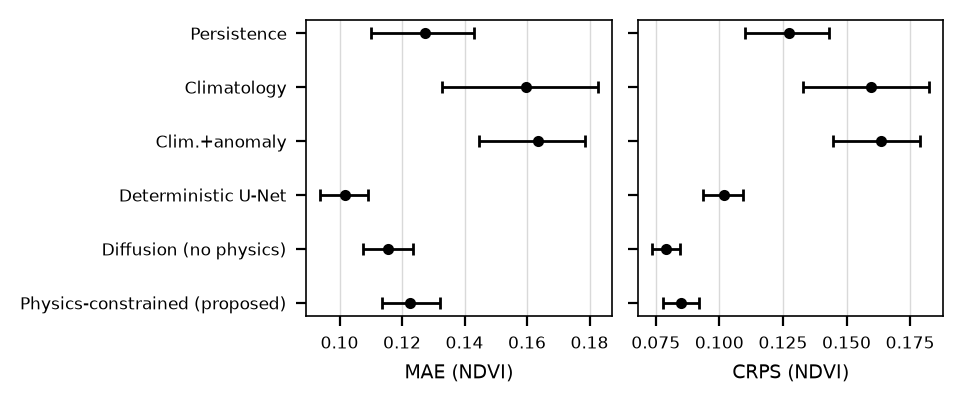 Persistence
Climatology
Clim.+anomaly
Deterministic U-Net
Diffusion (no physics)
Physics-constrained (proposed)
0.10 0.12 0.14 0.16 0.18
MAE (NDVI)
0.075 0.100 0.125 0.150 0.175
CRPS (NDVI)